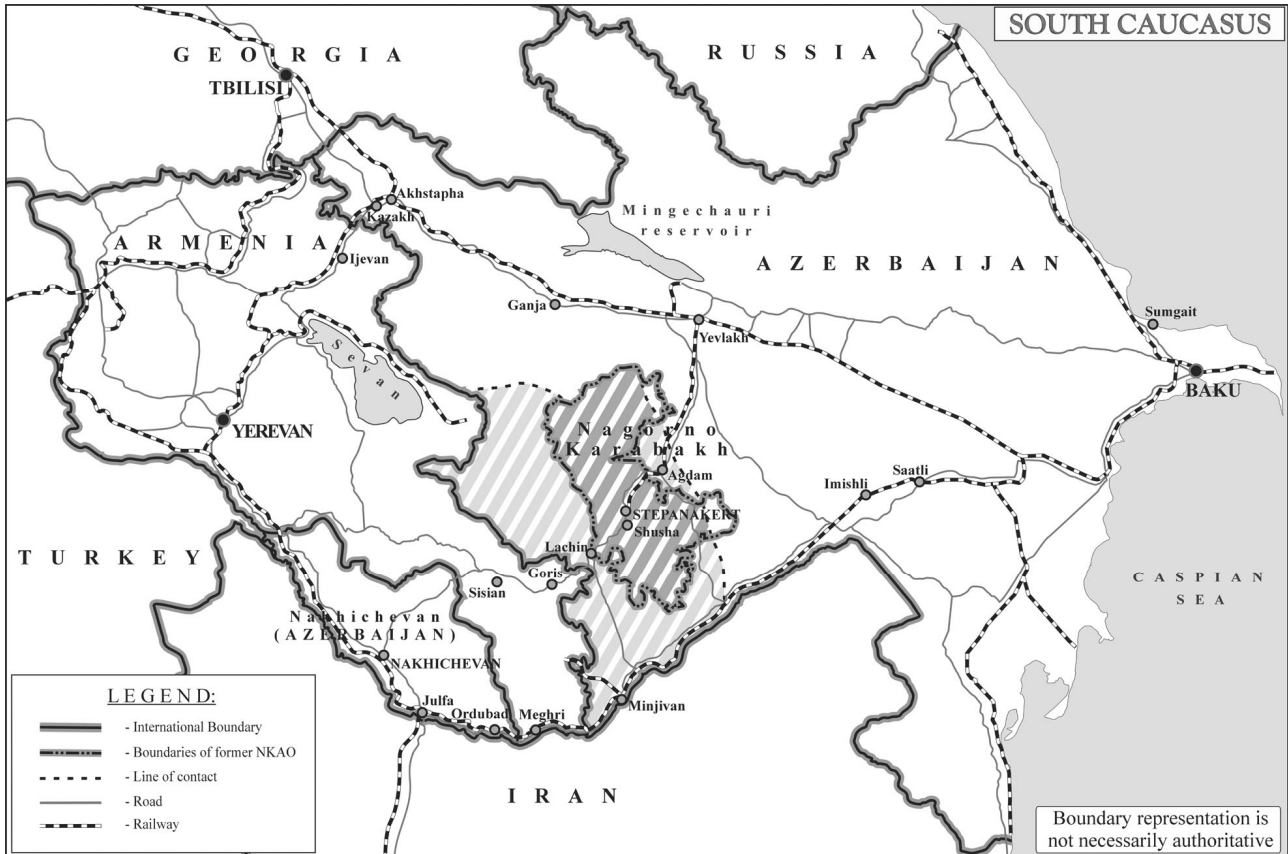 SOUTH CAUCASUS
GEORGIA
RUSSIA
TBILISI
Akhstapha
Kazakh
Mingechauri
reservoir
ARMENIA
Ijevan
AZERBAIJAN
Ganja
Yevlakh
Sumgait
Sevan
BAKU
YEREVAN
Nagorno
Karabakh
Agdam
Imishli
Saatli
STEPANAKERT
Shusha
Lachin
TURKEY
Goris
Sisian
CASPIAN
SEA
Nakhichevan
(AZERBAIJAN)
NAKHICHEVAN
Julfa
Ordubad
Meghri
Minjivan
IRAN
LEGEND:
- International Boundary
- Boundaries of former NKAO
- Line of contact
- Road
- Railway
Boundary representation is
not necessarily authoritative